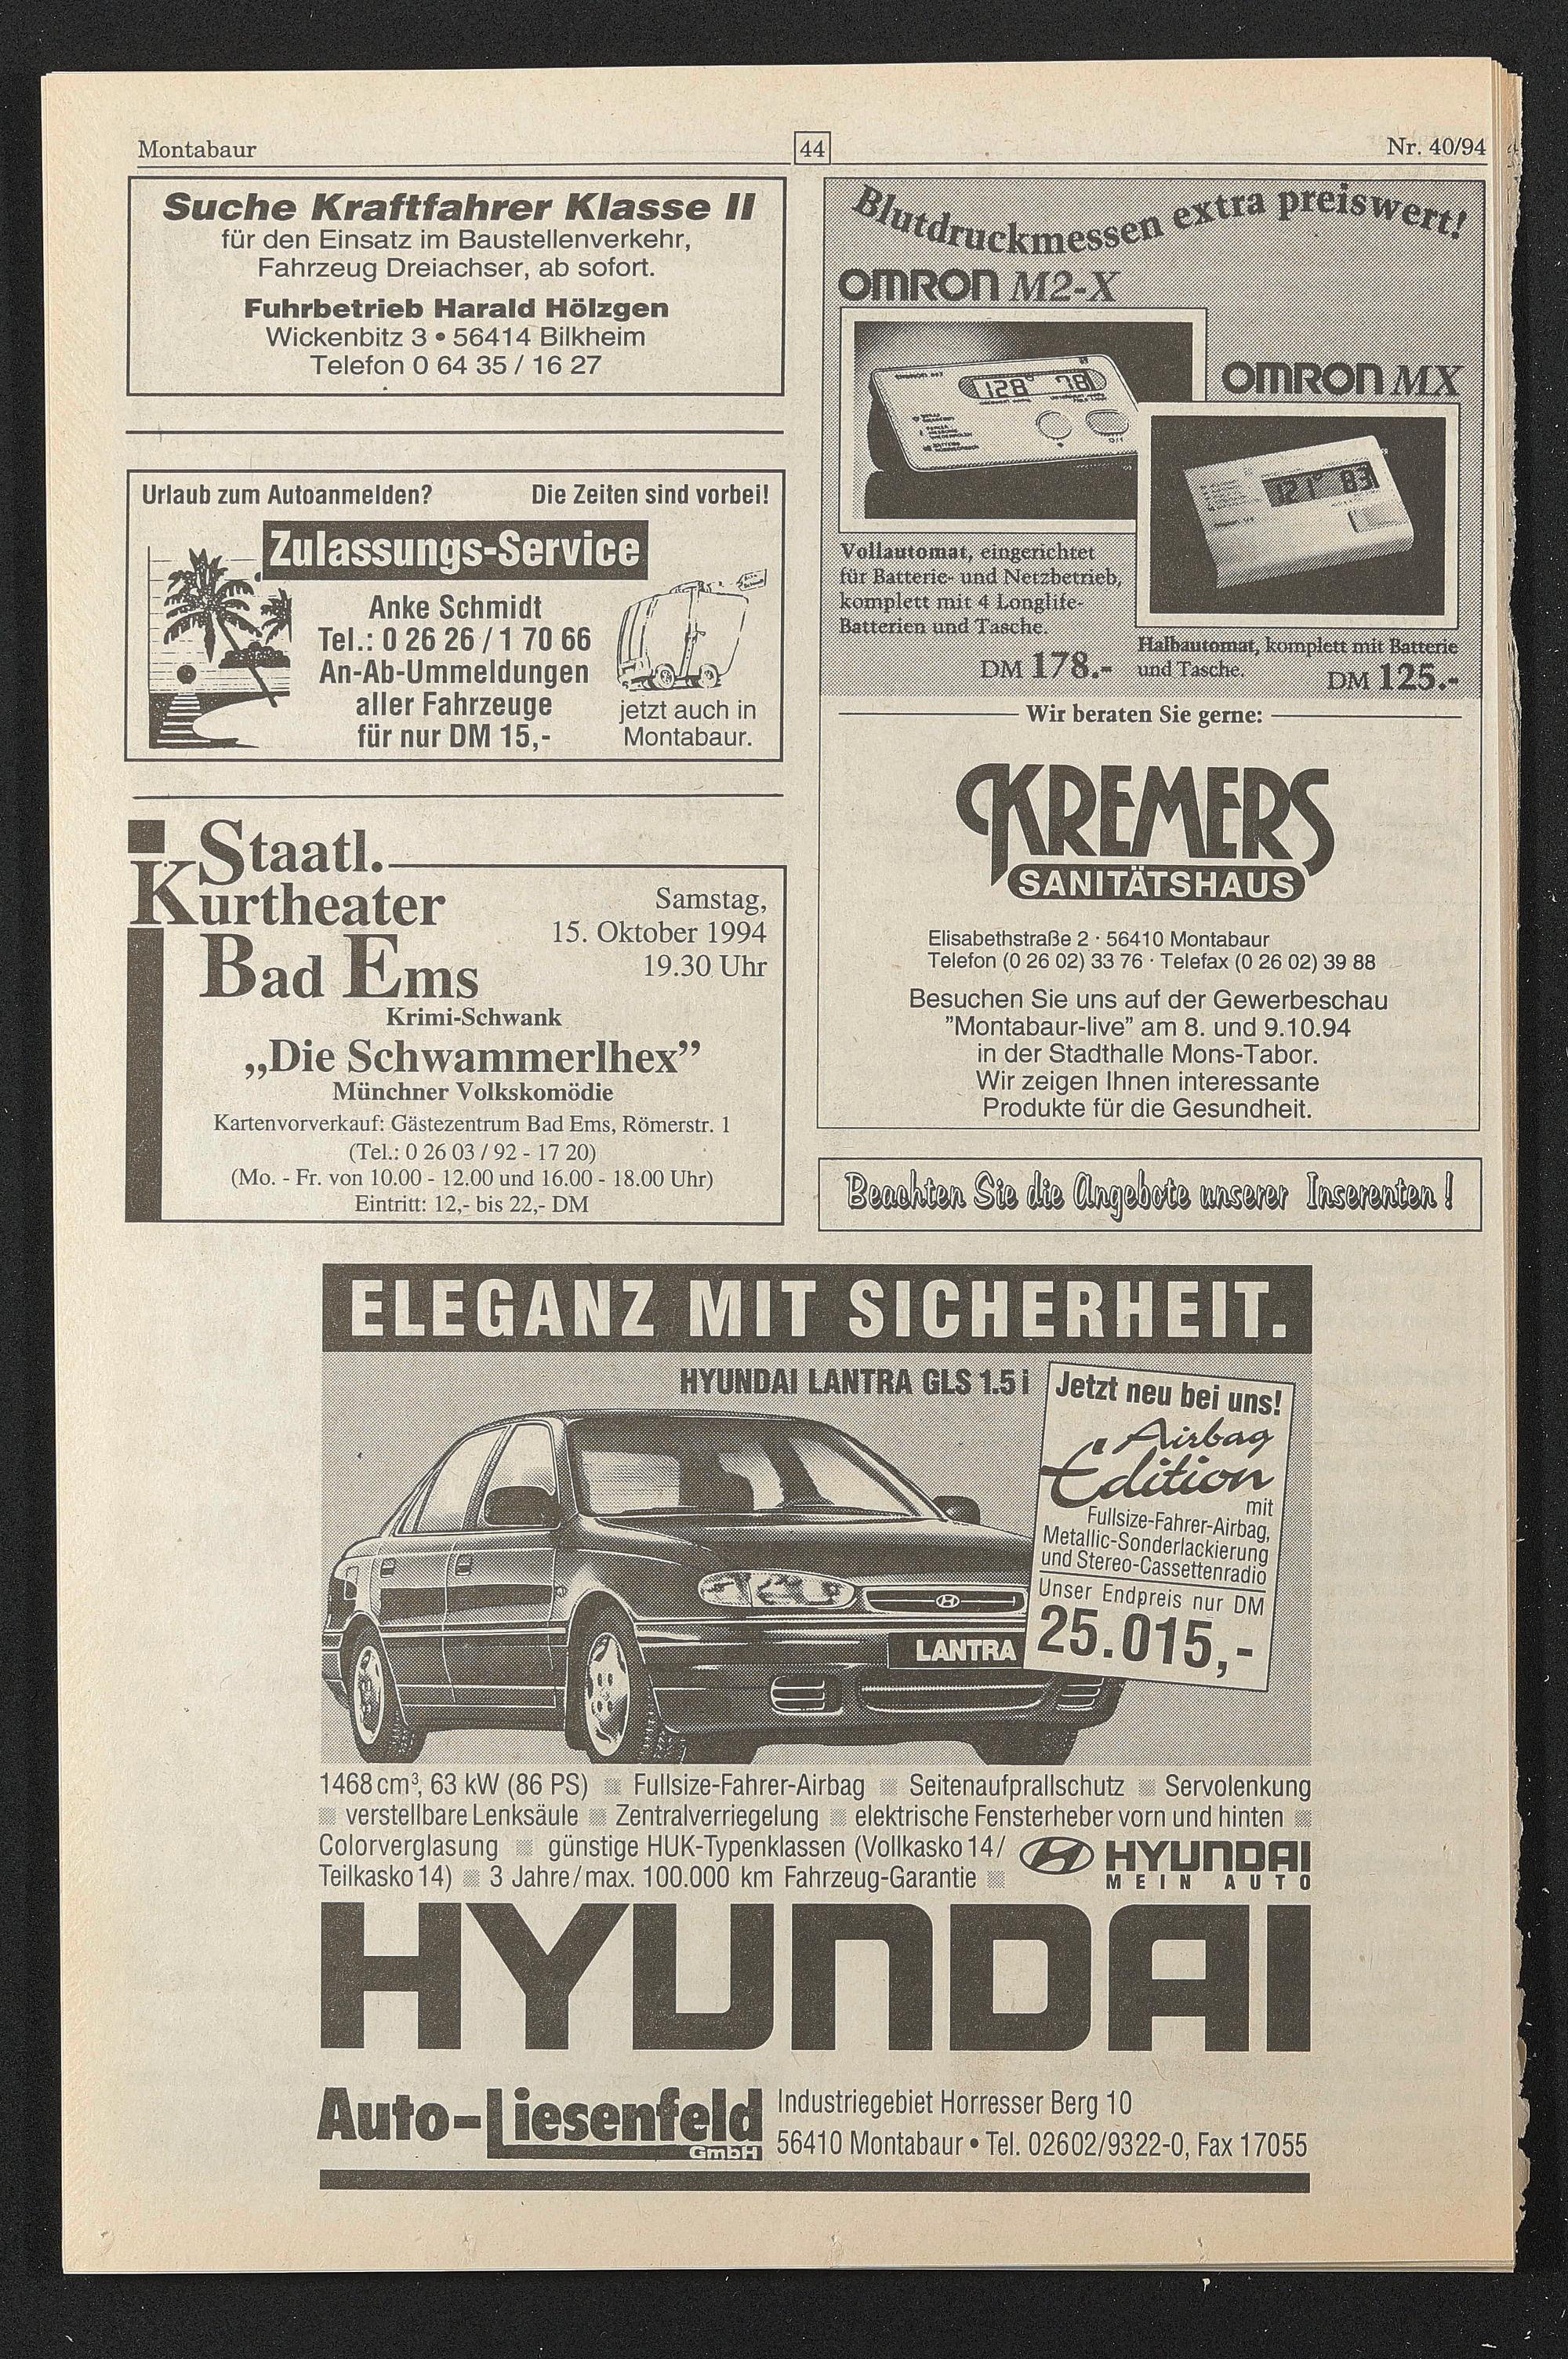 Montabaur
44
Nr. 40/94
Suche Kraftfahrer Klasse II
für den Einsatz im Baustellenverkehr,
Fahrzeug Dreiachser, ab sofort.
Fuhrbetrieb Harald Hölzgen
Wickenbitz 3 • 56414 Bilkheim
Telefon 0 64 35 / 16 27
Urlaub zum Autoanmelden? Die Zeiten sind vorbei!
Zulassungs-Service
Anke Schmidt
Tel.: 0 26 26 / 1 70 66
An-Ab-Ummeldungen
aller Fahrzeuge
für nur DM 15,-
jetzt auch in
Montabaur.
Staatl.
Kurtheater
Bad Ems
Samstag,
15. Oktober 1994
19.30 Uhr
Krimi-Schwank
„Die Schwammerlhex”
Münchner Volkskomödie
Kartenvorverkauf: Gästezentrum Bad Ems, Römerstr. 1
(Tel.: 0 26 03 / 92 - 17 20)
(Mo. - Fr. von 10.00 - 12.00 und 16.00 - 18.00 Uhr)
Eintritt: 12,- bis 22,- DM
Blutdruckmessen extra preiswert!
OMRON M2-X
128 78
OMRON MX
121 83
Vollautomat, eingerichtet
für Batterie- und Netzbetrieb,
komplett mit 4 Longlife-
Batterien und Tasche.
DM 178.-
Halbautomat, komplett mit Batterie
und Tasche.
DM 125.-
Wir beraten Sie gerne:
KREMERS
SANITÄTSHAUS
Elisabethstraße 2 · 56410 Montabaur
Telefon (0 26 02) 33 76 · Telefax (0 26 02) 39 88
Besuchen Sie uns auf der Gewerbeschau
”Montabaur-live” am 8. und 9.10.94
in der Stadthalle Mons-Tabor.
Wir zeigen Ihnen interessante
Produkte für die Gesundheit.
Beachten Sie die Angebote unserer Inserenten !
ELEGANZ MIT SICHERHEIT.
HYUNDAI LANTRA GLS 1.5 i
Jetzt neu bei uns!
Airbag
Edition
mit
Fullsize-Fahrer-Airbag,
Metallic-Sonderlackierung
und Stereo-Cassettenradio
Unser Endpreis nur DM
25.015,-
LANTRA
1468 cm³, 63 kW (86 PS) ▒ Fullsize-Fahrer-Airbag ▒ Seitenaufprallschutz ▒ Servolenkung
▒ verstellbare Lenksäule ▒ Zentralverriegelung ▒ elektrische Fensterheber vorn und hinten ▒
Colorverglasung ▒ günstige HUK-Typenklassen (Vollkasko 14/
Teilkasko 14) ▒ 3 Jahre/max. 100.000 km Fahrzeug-Garantie ▒
HYUNDAI
MEIN AUTO
HYUNDAI
Auto-Liesenfeld
GmbH
Industriegebiet Horresser Berg 10
56410 Montabaur • Tel. 02602/9322-0, Fax 17055